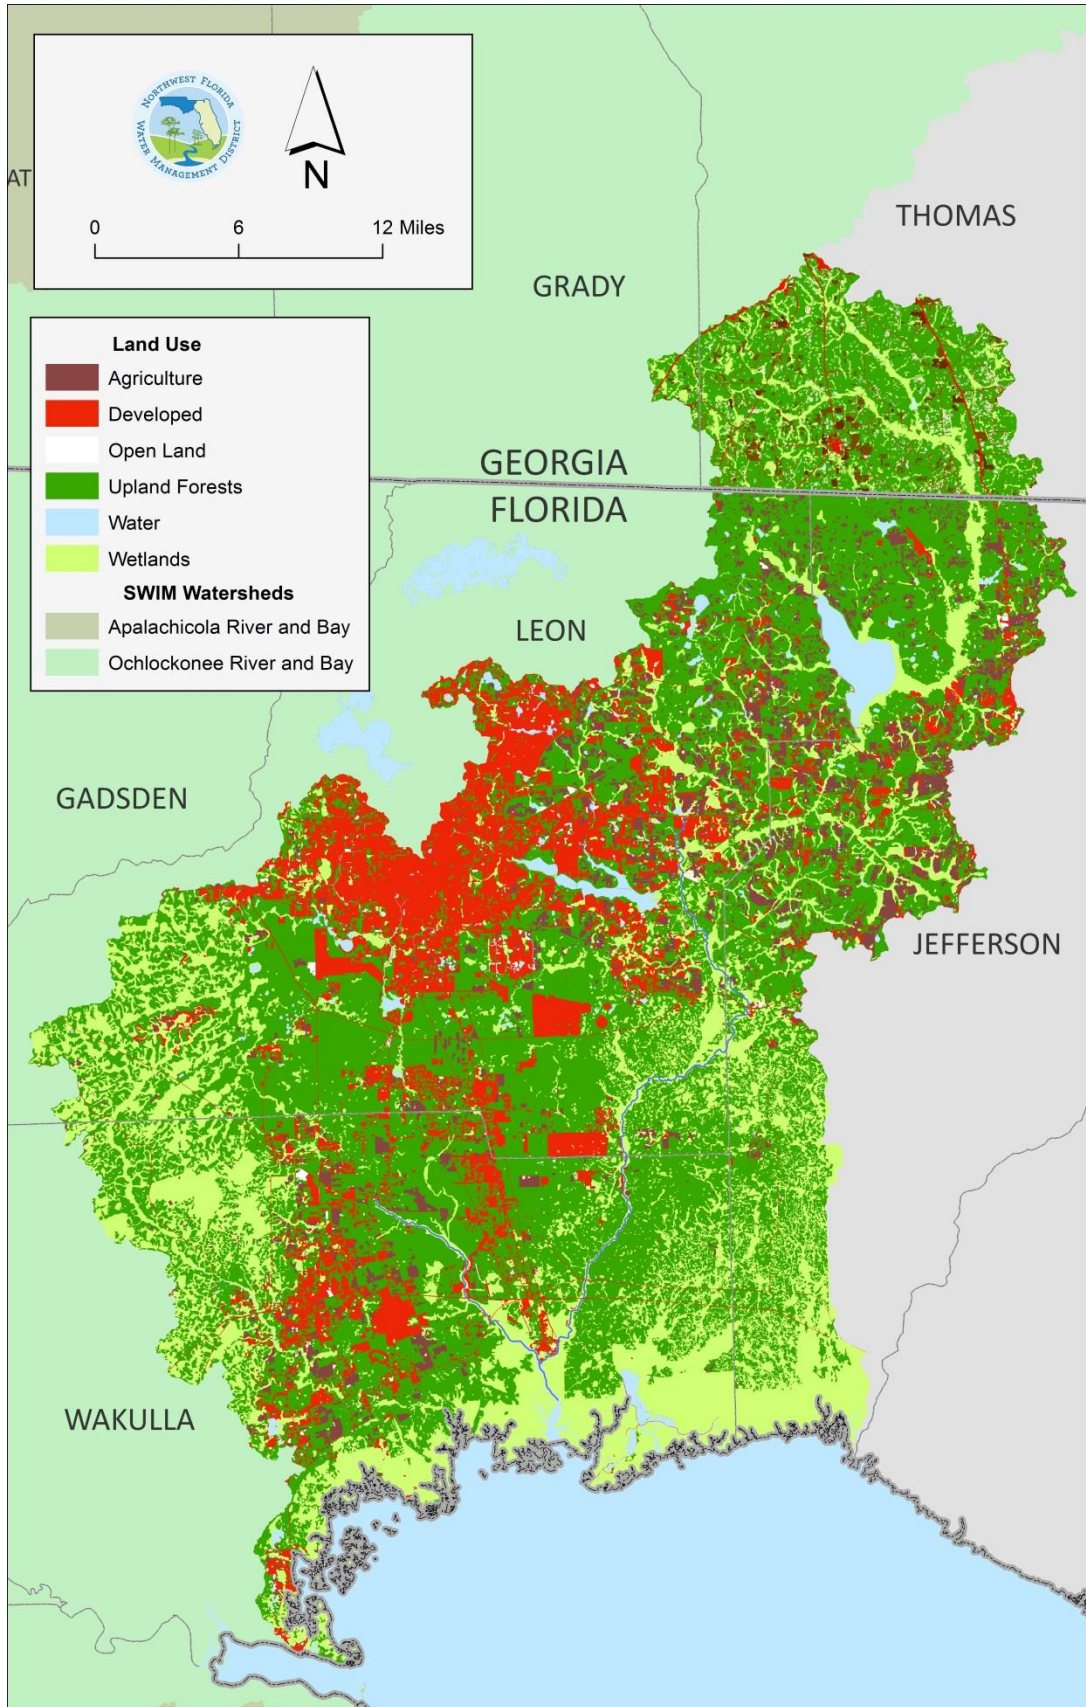 NORTHWEST FLORIDA
WATER MANAGEMENT DISTRICT
N
0 6 12 Miles
AT
THOMAS
GRADY
Land Use
Agriculture
Developed
Open Land
Upland Forests
Water
Wetlands
SWIM Watersheds
Apalachicola River and Bay
Ochlockonee River and Bay
GEORGIA
FLORIDA
LEON
GADSDEN
JEFFERSON
WAKULLA